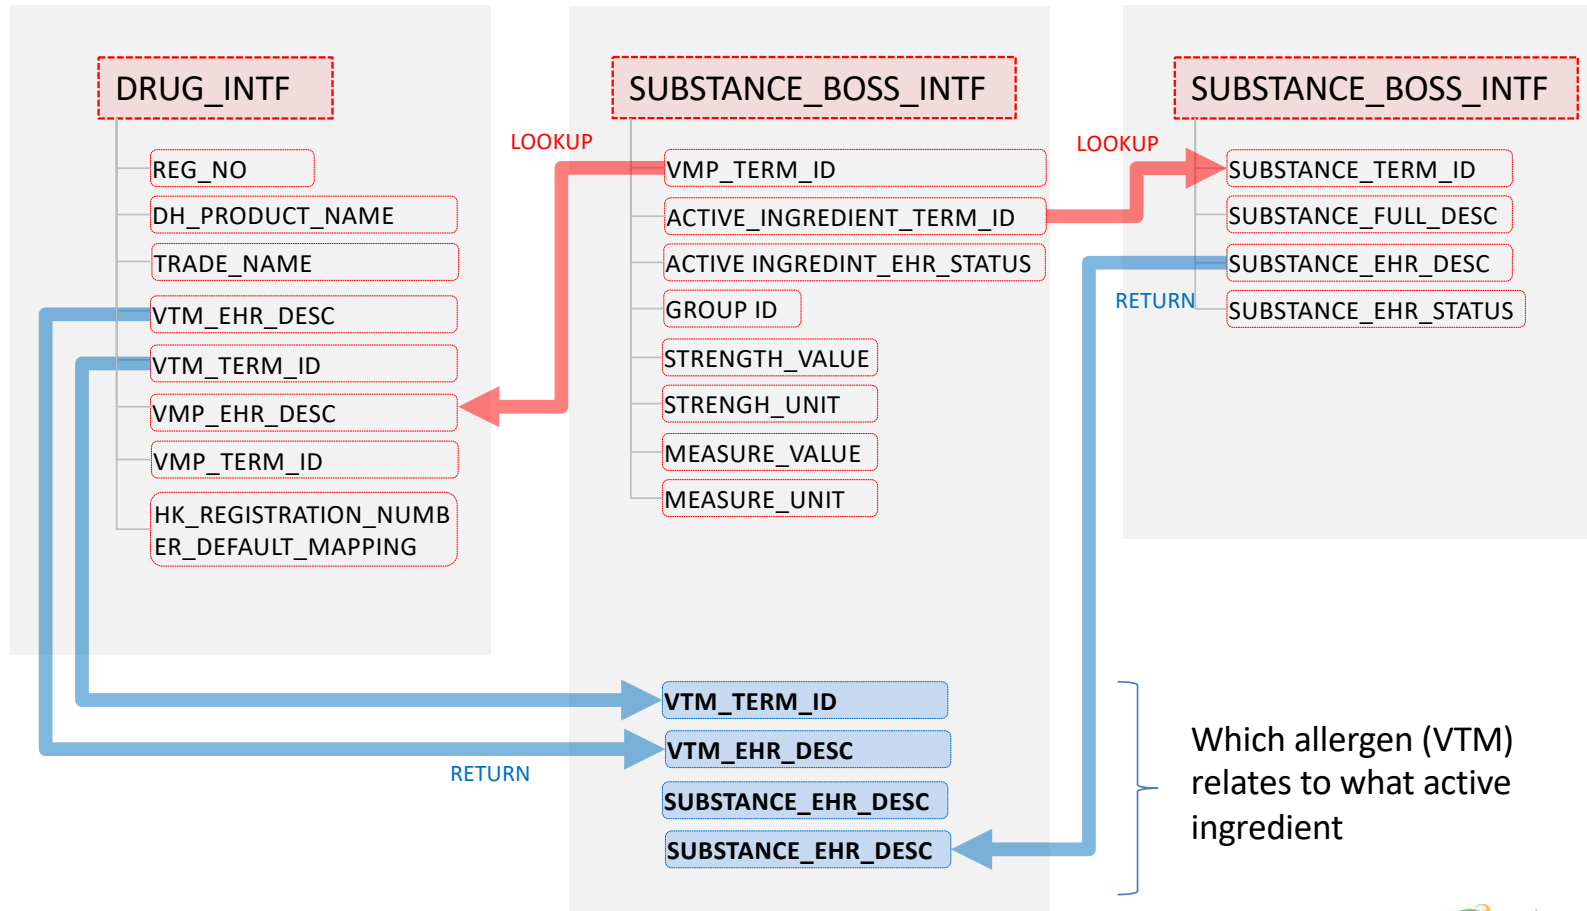 DRUG_INTF
REG_NO
DH_PRODUCT_NAME
TRADE_NAME
VTM_EHR_DESC
VTM_TERM_ID
VMP_EHR_DESC
VMP_TERM_ID
HK_REGISTRATION_NUMB
ER_DEFAULT_MAPPING
LOOKUP
SUBSTANCE_BOSS_INTF
VMP_TERM_ID
ACTIVE_INGREDIENT_TERM_ID
ACTIVE INGREDINT_EHR_STATUS
GROUP ID
STRENGTH_VALUE
STRENGH_UNIT
MEASURE_VALUE
MEASURE_UNIT
LOOKUP
SUBSTANCE_BOSS_INTF
SUBSTANCE_TERM_ID
SUBSTANCE_FULL_DESC
SUBSTANCE_EHR_DESC
SUBSTANCE_EHR_STATUS
RETURN
VTM_TERM_ID
VTM_EHR_DESC
SUBSTANCE_EHR_DESC
SUBSTANCE_EHR_DESC
RETURN
Which allergen (VTM)
relates to what active
ingredient